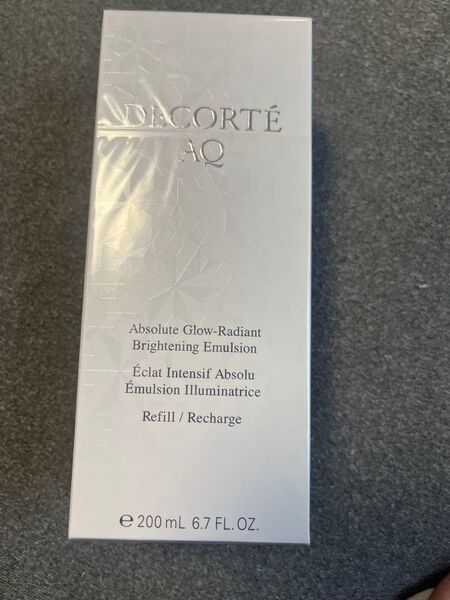 DECORTÉ
AQ
Absolute Glow-Radiant
Brightening Emulsion
Éclat Intensif Absolu
Émulsion Illuminatrice
Refill / Recharge
℮ 200 mL 6.7 FL. OZ.